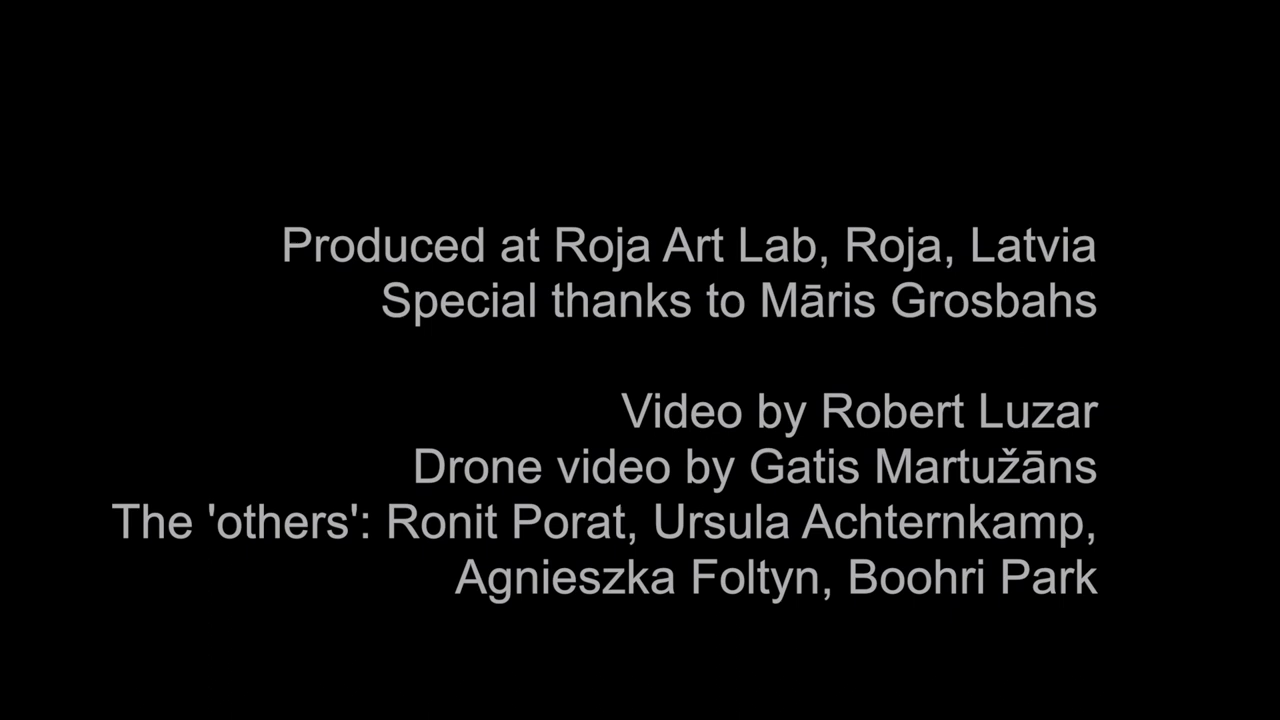 Produced at Roja Art Lab, Roja, Latvia
Special thanks to Māris Grosbahs
Video by Robert Luzar
Drone video by Gatis Martužāns
The 'others': Ronit Porat, Ursula Achternkamp,
Agnieszka Foltyn, Boohri Park